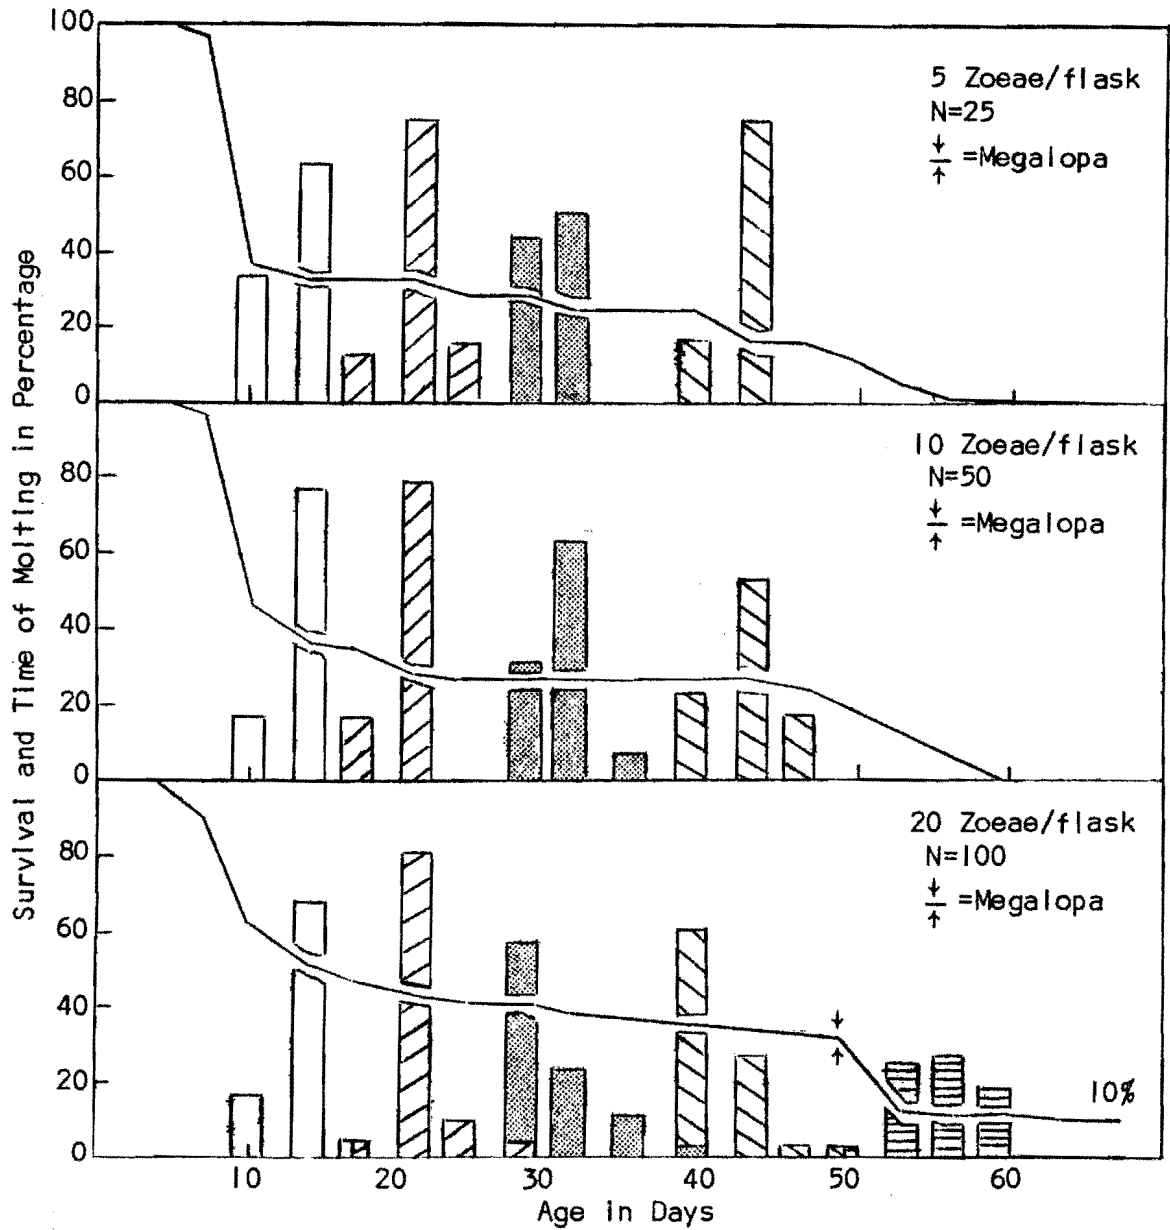 Survival and Time of Molting in Percentage
100
80
60
40
20
0
5 Zoeae/flask
N=25
↓
↑ =Megalopa
80
60
40
20
0
10 Zoeae/flask
N=50
↓
↑ =Megalopa
80
60
40
20
0
20 Zoeae/flask
N=100
↓
↑ =Megalopa
10%
10 20 30 40 50 60
Age in Days